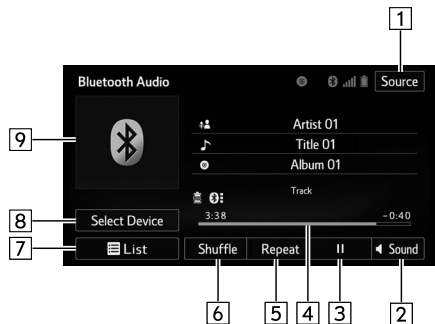 1
Bluetooth Audio
Source
9
Artist 01
Title 01
Album 01
Track
3:38
-0:40
8
Select Device
7
List
Shuffle
Repeat
Sound
6
5
4
3
2